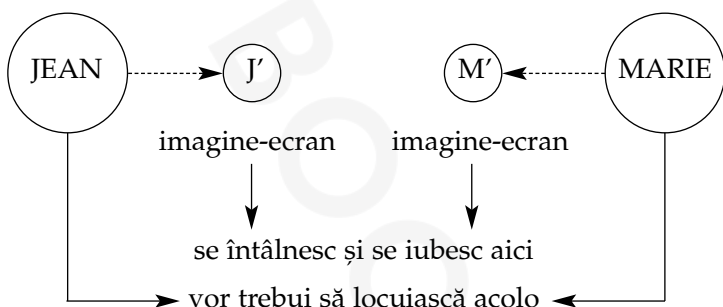 JEAN J’ M’ MARIE
imagine-ecran imagine-ecran
se întâlnesc și se iubesc aici
vor trebui să locuiască acolo